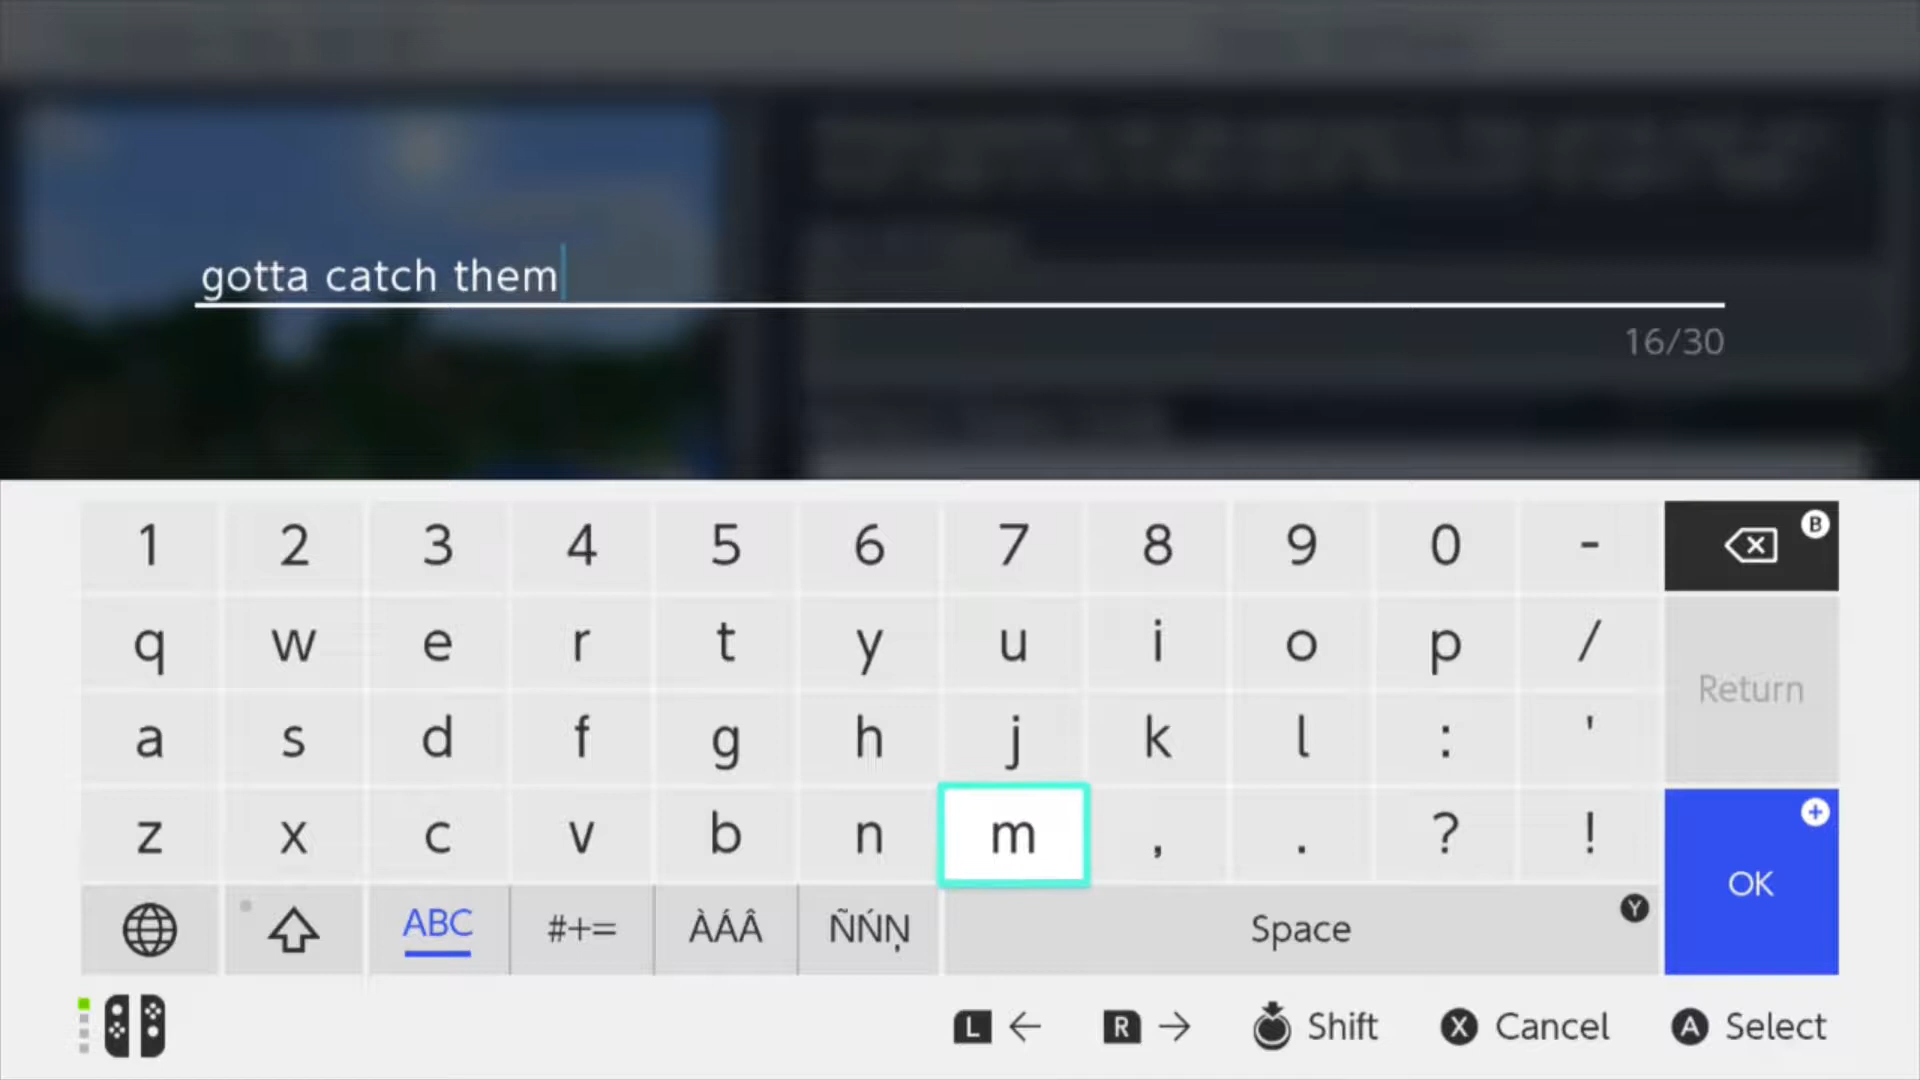 gotta catch them
16/30
1 2 3 4 5 6 7 8 9 0 - B
q w e r t y u i o p /
Return
a s d f g h j k l : '
z x c v b n m , . ? !
OK
ABC #+= ÀÁÂ ÑŃŅ Space Y
L ← R → Shift X Cancel A Select